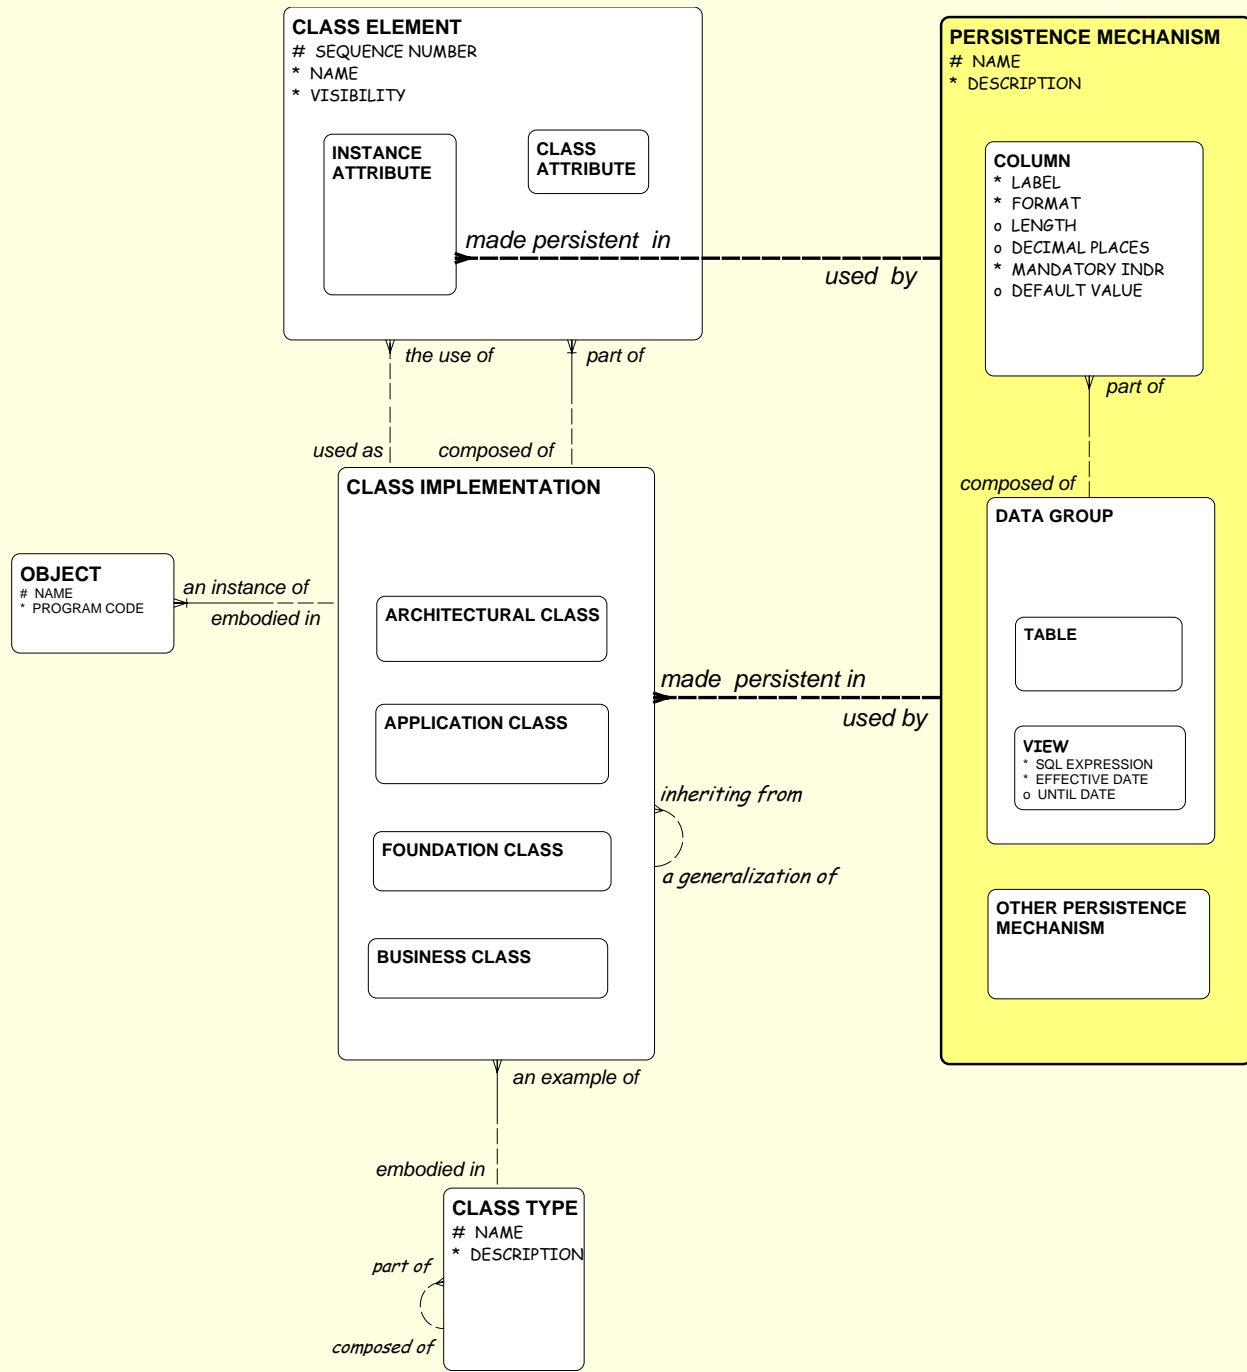 CLASS ELEMENT
# SEQUENCE NUMBER
* NAME
* VISIBILITY
INSTANCE
ATTRIBUTE
CLASS
ATTRIBUTE
made persistent in
used by
PERSISTENCE MECHANISM
# NAME
* DESCRIPTION
COLUMN
* LABEL
* FORMAT
o LENGTH
o DECIMAL PLACES
* MANDATORY INDR
o DEFAULT VALUE
part of
composed of
DATA GROUP
TABLE
VIEW
* SQL EXPRESSION
* EFFECTIVE DATE
o UNTIL DATE
OTHER PERSISTENCE
MECHANISM
the use of
part of
used as
composed of
CLASS IMPLEMENTATION
ARCHITECTURAL CLASS
APPLICATION CLASS
FOUNDATION CLASS
BUSINESS CLASS
OBJECT
# NAME
* PROGRAM CODE
an instance of
embodied in
made persistent in
used by
inheriting from
a generalization of
an example of
embodied in
CLASS TYPE
# NAME
* DESCRIPTION
part of
composed of